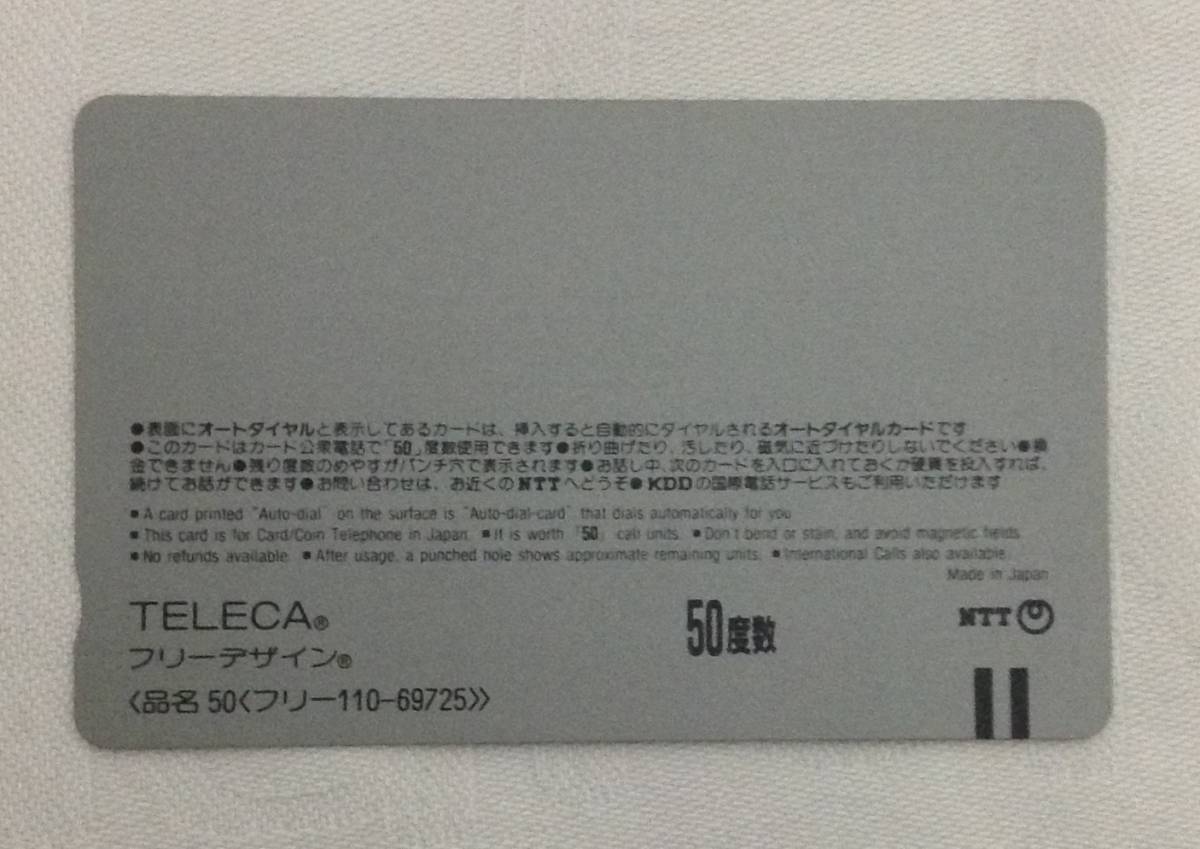 ●表面にオートダイヤルと表示してあるカードは、挿入すると自動的にダイヤルされるオートダイヤルカードです
●このカードはカード公衆電話で「50」度数使用できます●折り曲げたり、汚したり、磁気に近づけたりしないでください●換
金できません●残り度数のめやすがパンチ穴で表示されます●お話し中、次のカードを入口に入れておくか硬貨を投入すれば、
続けてお話ができます●お問い合わせは、お近くのNTTへどうぞ●KDDの国際電話サービスもご利用いただけます
■A card printed "Auto-dial" on the surface is "Auto-dial-card" that dials automatically for you
■This card is for Card/Coin Telephone in Japan. ■It is worth 「50」 call units. ■Don't bend or stain, and avoid magnetic fields.
■No refunds available. ■After usage, a punched hole shows approximate remaining units. ■International Calls also available.
Made in Japan
TELECA®
フリーデザイン®
〈品名 50〈フリー110-69725〉〉
50度数
NTT